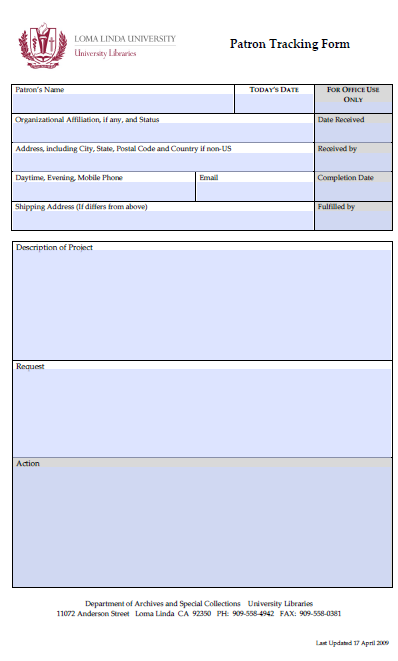 LOMA LINDA UNIVERSITY
University Libraries
Patron Tracking Form
Patron's Name
TODAY'S DATE
FOR OFFICE USE
ONLY
Organizational Affiliation, if any, and Status
Date Received
Address, including City, State, Postal Code and Country if non-US
Received by
Daytime, Evening, Mobile Phone
Email
Completion Date
Shipping Address (If differs from above)
Fulfilled by
Description of Project
Request
Action
Department of Archives and Special Collections University Libraries
11072 Anderson Street Loma Linda CA 92350 PH: 909-558-4942 FAX: 909-558-0381
Last Updated 17 April 2009